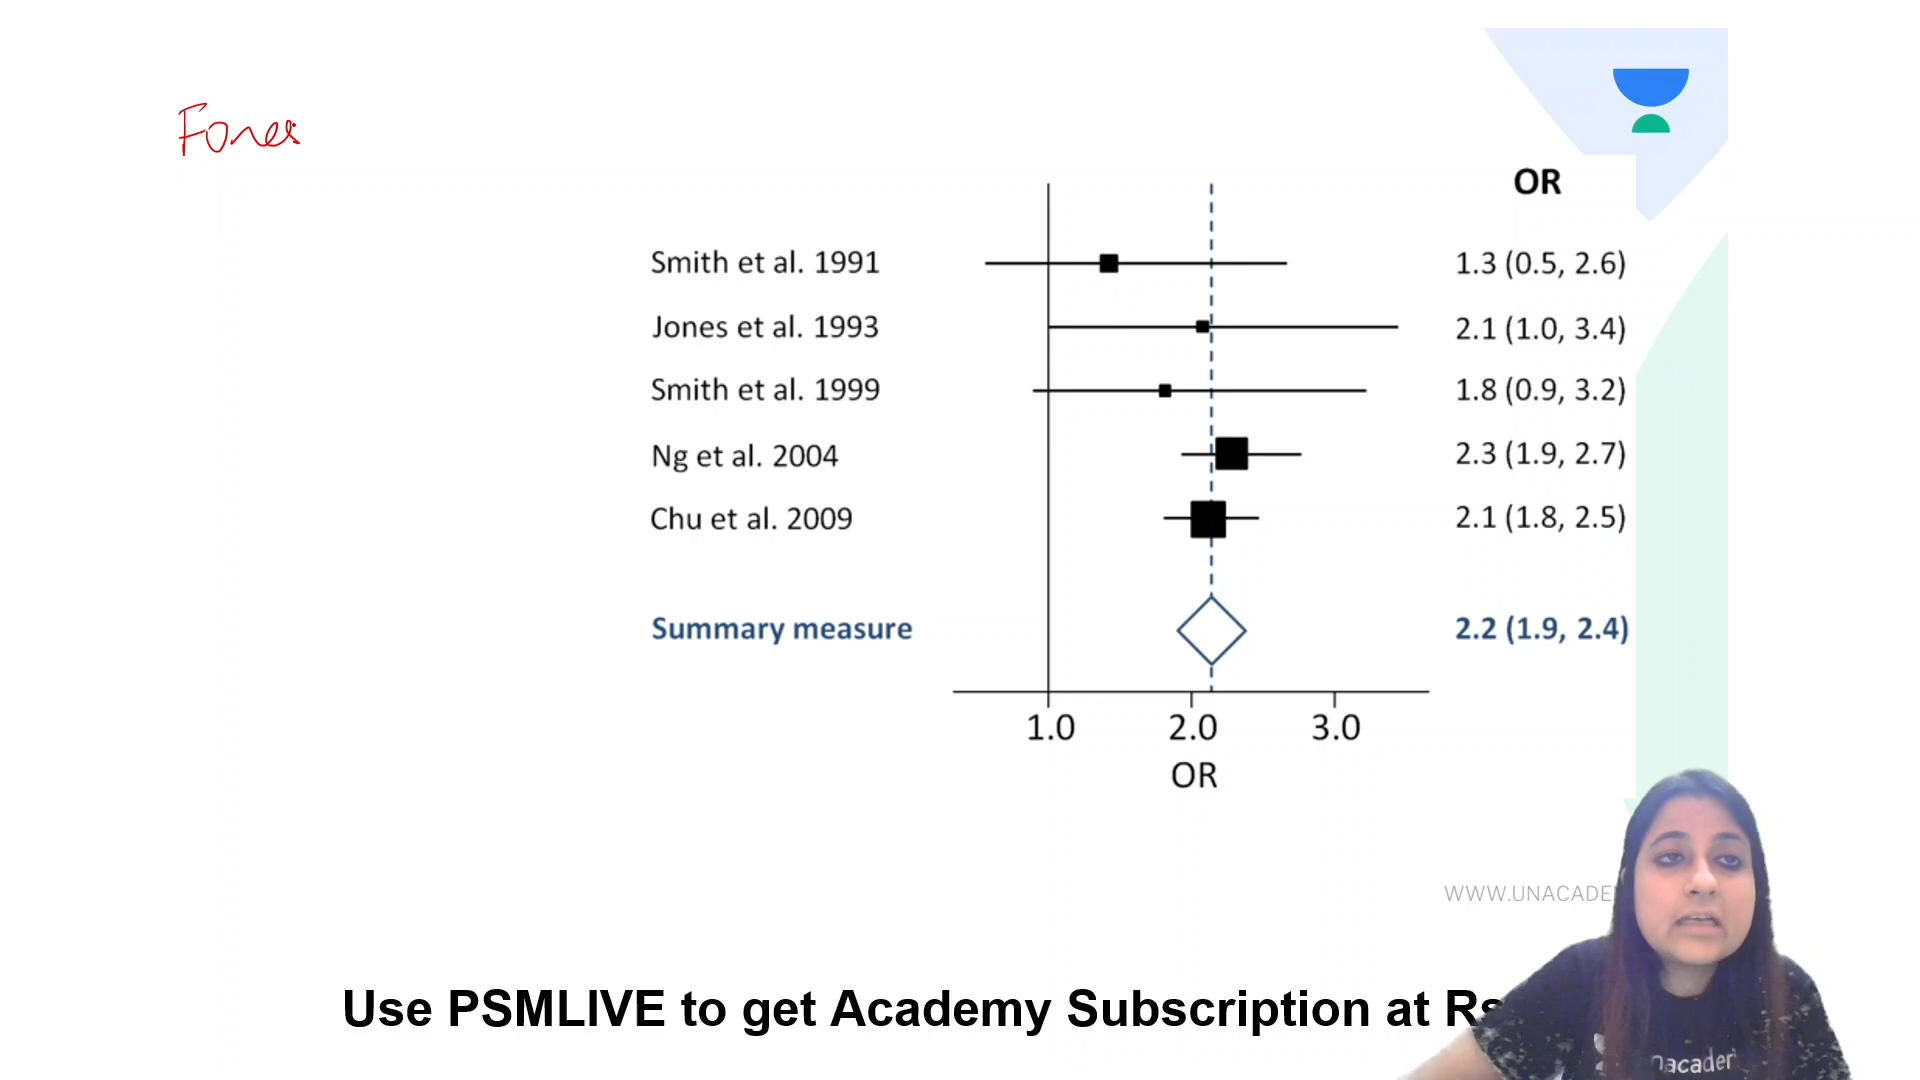 Fores
OR
Smith et al. 1991 1.3 (0.5, 2.6)
Jones et al. 1993 2.1 (1.0, 3.4)
Smith et al. 1999 1.8 (0.9, 3.2)
Ng et al. 2004 2.3 (1.9, 2.7)
Chu et al. 2009 2.1 (1.8, 2.5)
Summary measure 2.2 (1.9, 2.4)
1.0 2.0 3.0
OR
WWW.UNACADE
Use PSMLIVE to get Academy Subscription at Rs
nacader